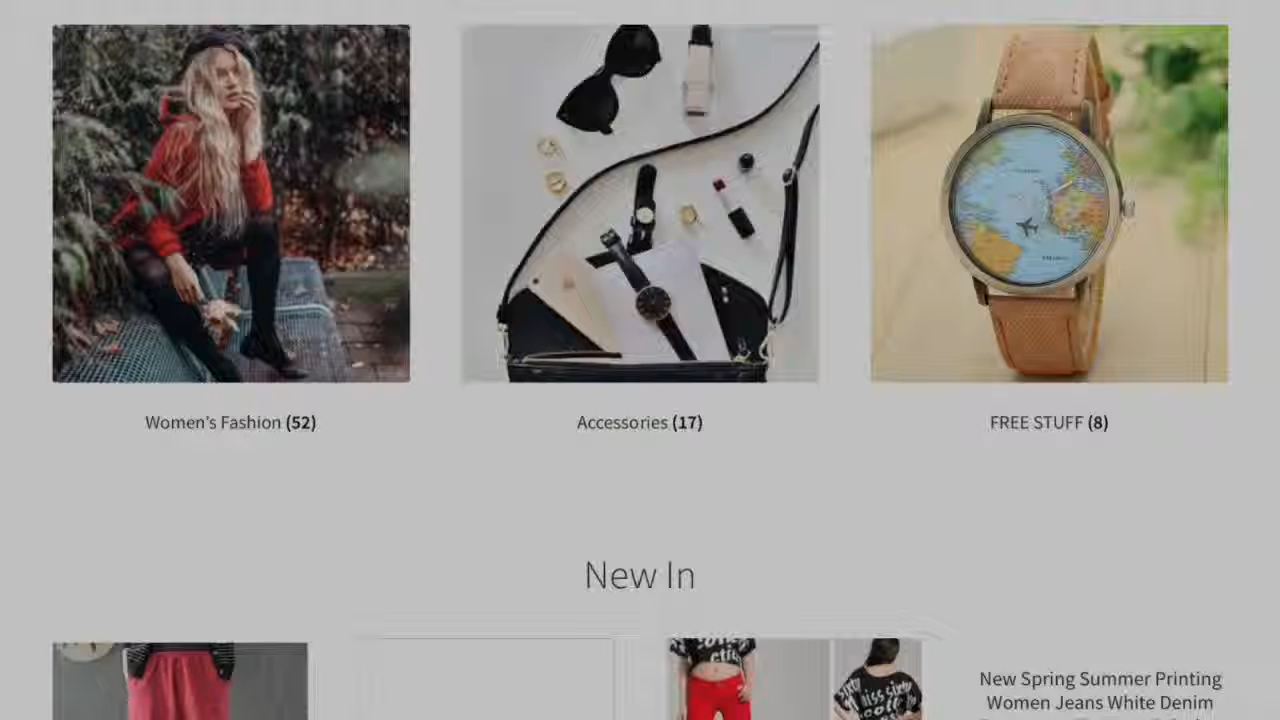 Women's Fashion (52)
Accessories (17)
FREE STUFF (8)
New In
New Spring Summer Printing
Women Jeans White Denim